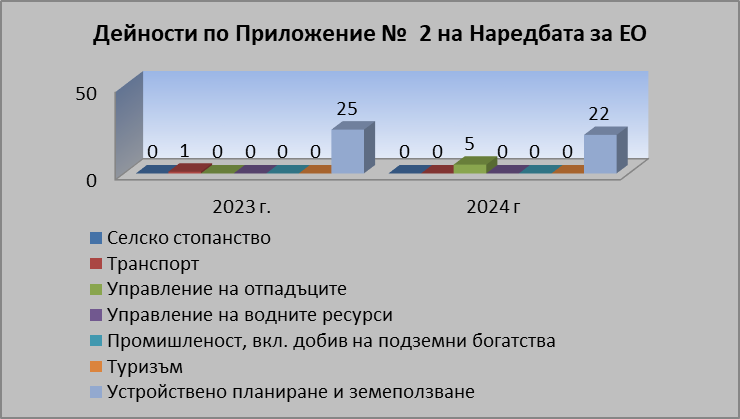 Дейности по Приложение №  2 на Наредбата за ЕО
50
0
0 1 0 0 0 0 25
0 0 5 0 0 0 22
2023 г. 2024 г
Селско стопанство
Транспорт
Управление на отпадъците
Управление на водните ресурси
Промишленост, вкл. добив на подземни богатства
Туризъм
Устройствено планиране и земеползване